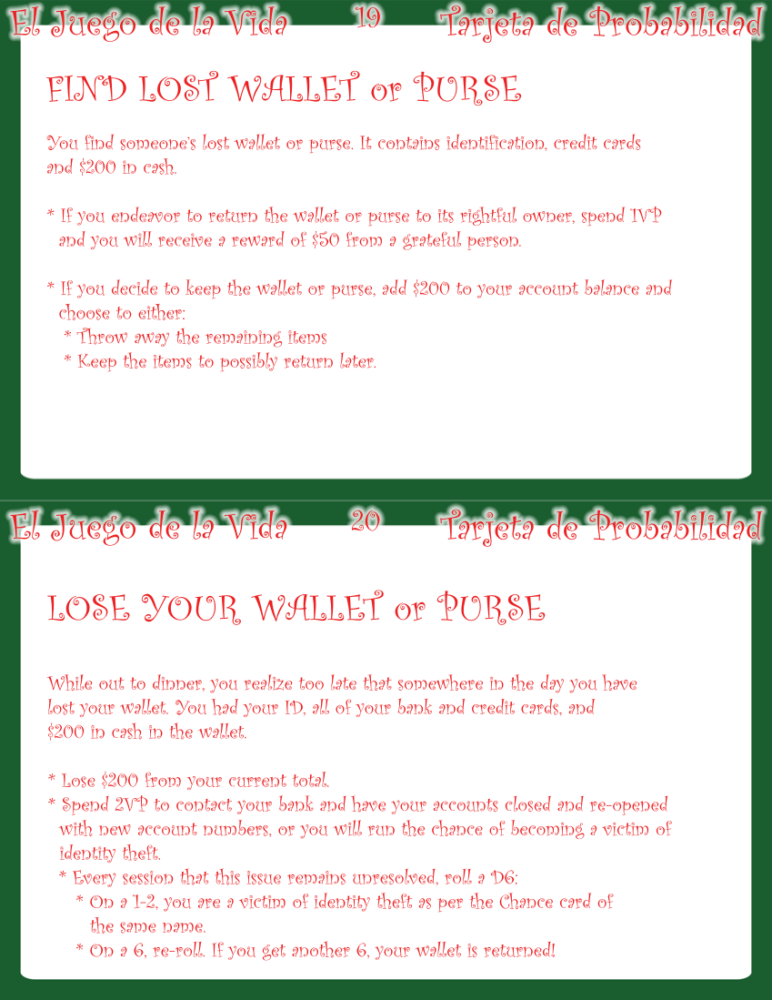 El Juego de la Vida 19 Tarjeta de Probabilidad
FIND LOST WALLET or PURSE
You find someone's lost wallet or purse. It contains identification, credit cards
and $200 in cash.
* If you endeavor to return the wallet or purse to its rightful owner, spend 1VP
and you will receive a reward of $50 from a grateful person.
* If you decide to keep the wallet or purse, add $200 to your account balance and
choose to either:
* Throw away the remaining items
* Keep the items to possibly return later.
El Juego de la Vida 20 Tarjeta de Probabilidad
LOSE YOUR WALLET or PURSE
While out to dinner, you realize too late that somewhere in the day you have
lost your wallet. You had your ID, all of your bank and credit cards, and
$200 in cash in the wallet.
* Lose $200 from your current total.
* Spend 2VP to contact your bank and have your accounts closed and re-opened
with new account numbers, or you will run the chance of becoming a victim of
identity theft.
* Every session that this issue remains unresolved, roll a D6:
* On a 1-2, you are a victim of identity theft as per the Chance card of
the same name.
* On a 6, re-roll. If you get another 6, your wallet is returned!